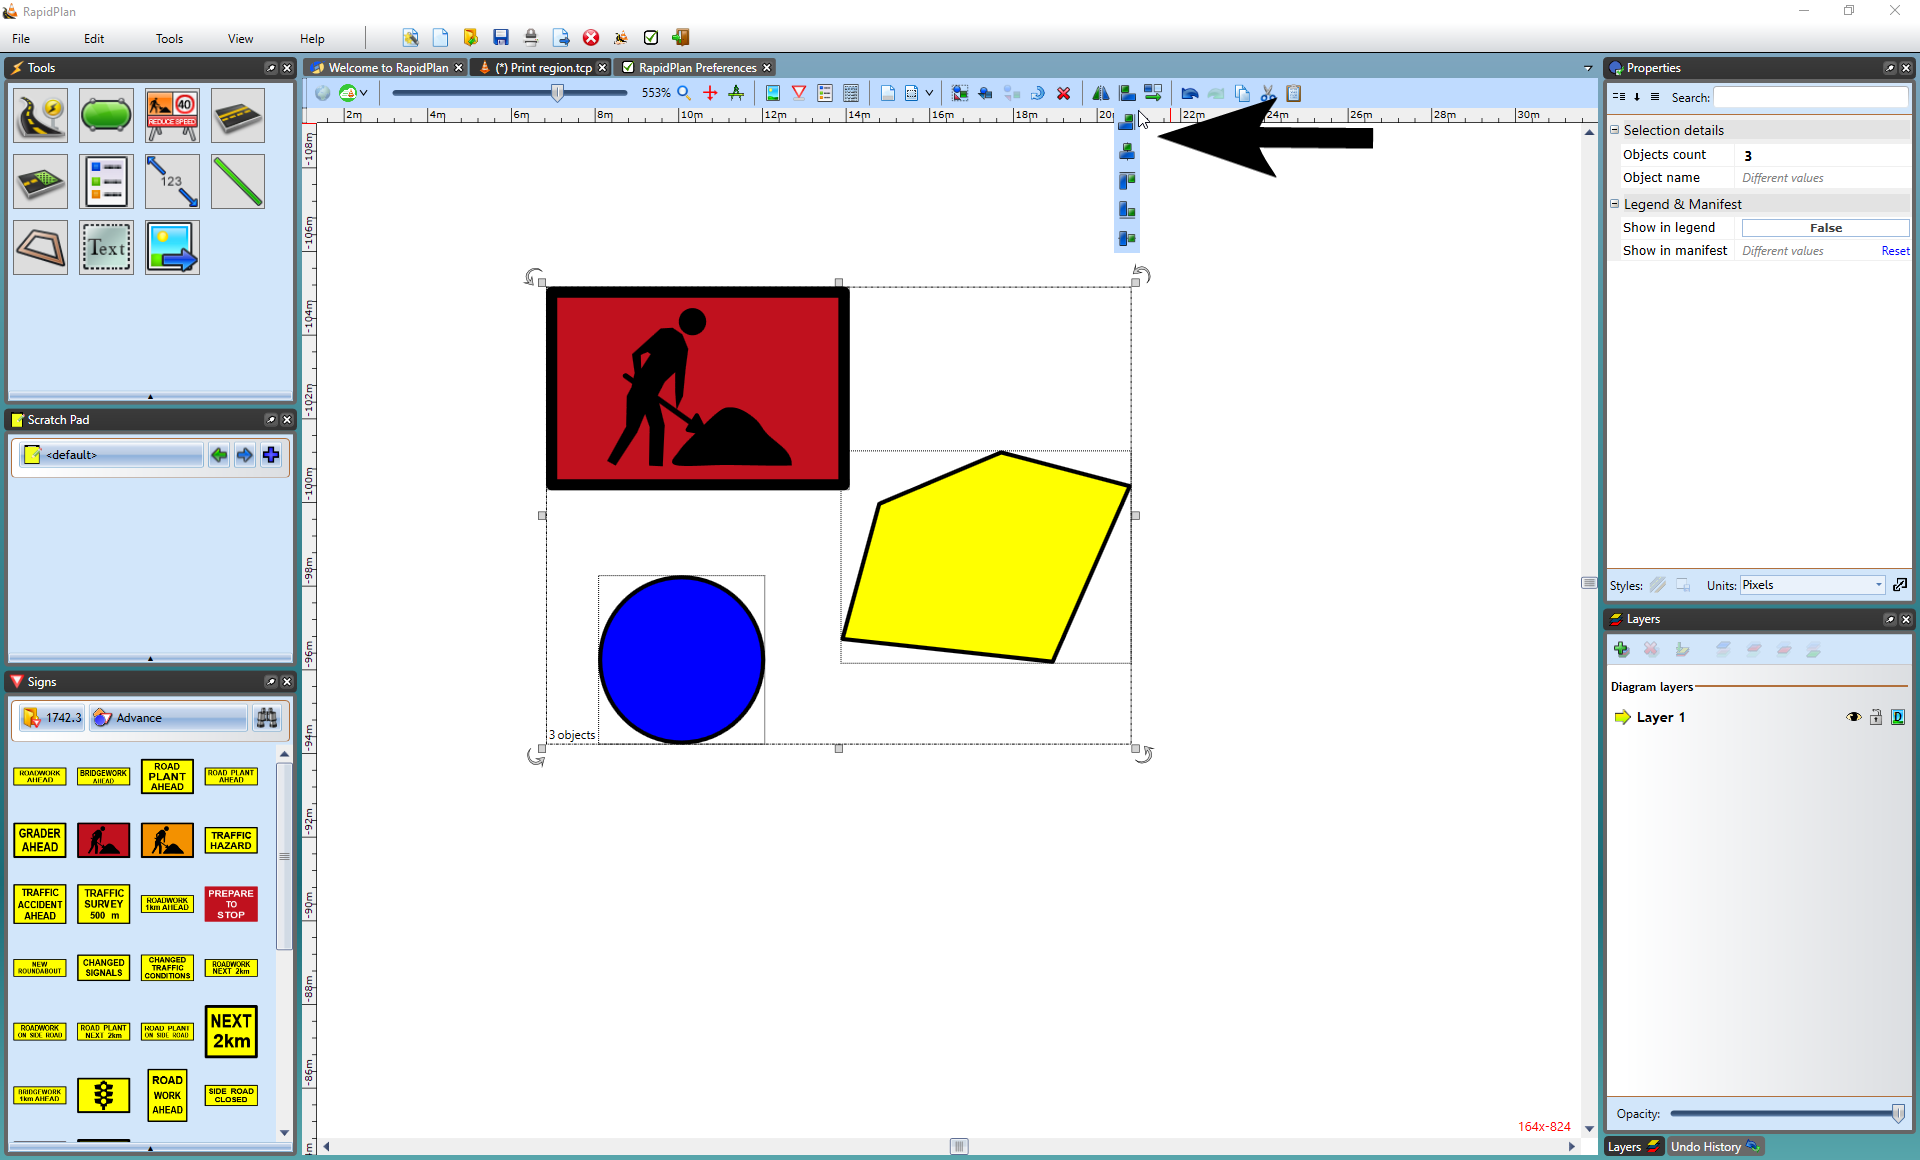 RapidPlan
File Edit Tools View Help
Tools
Welcome to RapidPlan (*) Print region.tcp RapidPlan Preferences
Properties
553%
Search:
2m 4m 6m 8m 10m 12m 14m 16m 18m 22m 24m 26m 28m 30m
40
REDUCE SPEED
123
Text
Selection details
Objects count 3
Object name Different values
Legend & Manifest
Show in legend False
Show in manifest Different values Reset
-108m
-106m
-104m
-102m
-100m
-98m
-96m
-94m
-92m
-90m
-88m
-86m
Scratch Pad
<default>
3 objects
Styles: Units: Pixels
Layers
Diagram layers
Layer 1
D
Signs
1742.3 Advance
ROADWORK AHEAD
BRIDGEWORK AHEAD
ROAD PLANT AHEAD
ROAD PLANT AHEAD
GRADER AHEAD
TRAFFIC HAZARD
TRAFFIC ACCIDENT AHEAD
TRAFFIC SURVEY 500 m
ROADWORK 1km AHEAD
PREPARE TO STOP
NEW ROUNDABOUT
CHANGED SIGNALS
CHANGED TRAFFIC CONDITIONS
ROADWORK NEXT 2km
ROADWORK ON SIDE ROAD
ROAD PLANT NEXT 2km
ROAD PLANT ON SIDE ROAD
NEXT 2km
BRIDGEWORK 1km AHEAD
ROAD WORK AHEAD
SIDE ROAD CLOSED
164x-824
Opacity:
Layers Undo History